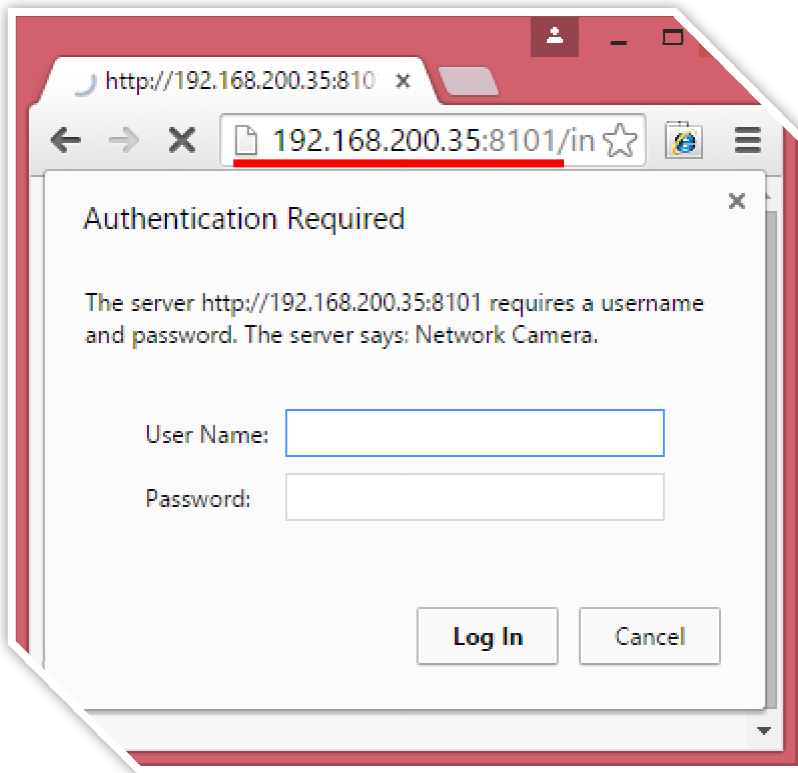 http://192.168.200.35:810
192.168.200.35:8101/in
Authentication Required
The server http://192.168.200.35:8101 requires a username
and password. The server says: Network Camera.
User Name:
Password:
Log In
Cancel